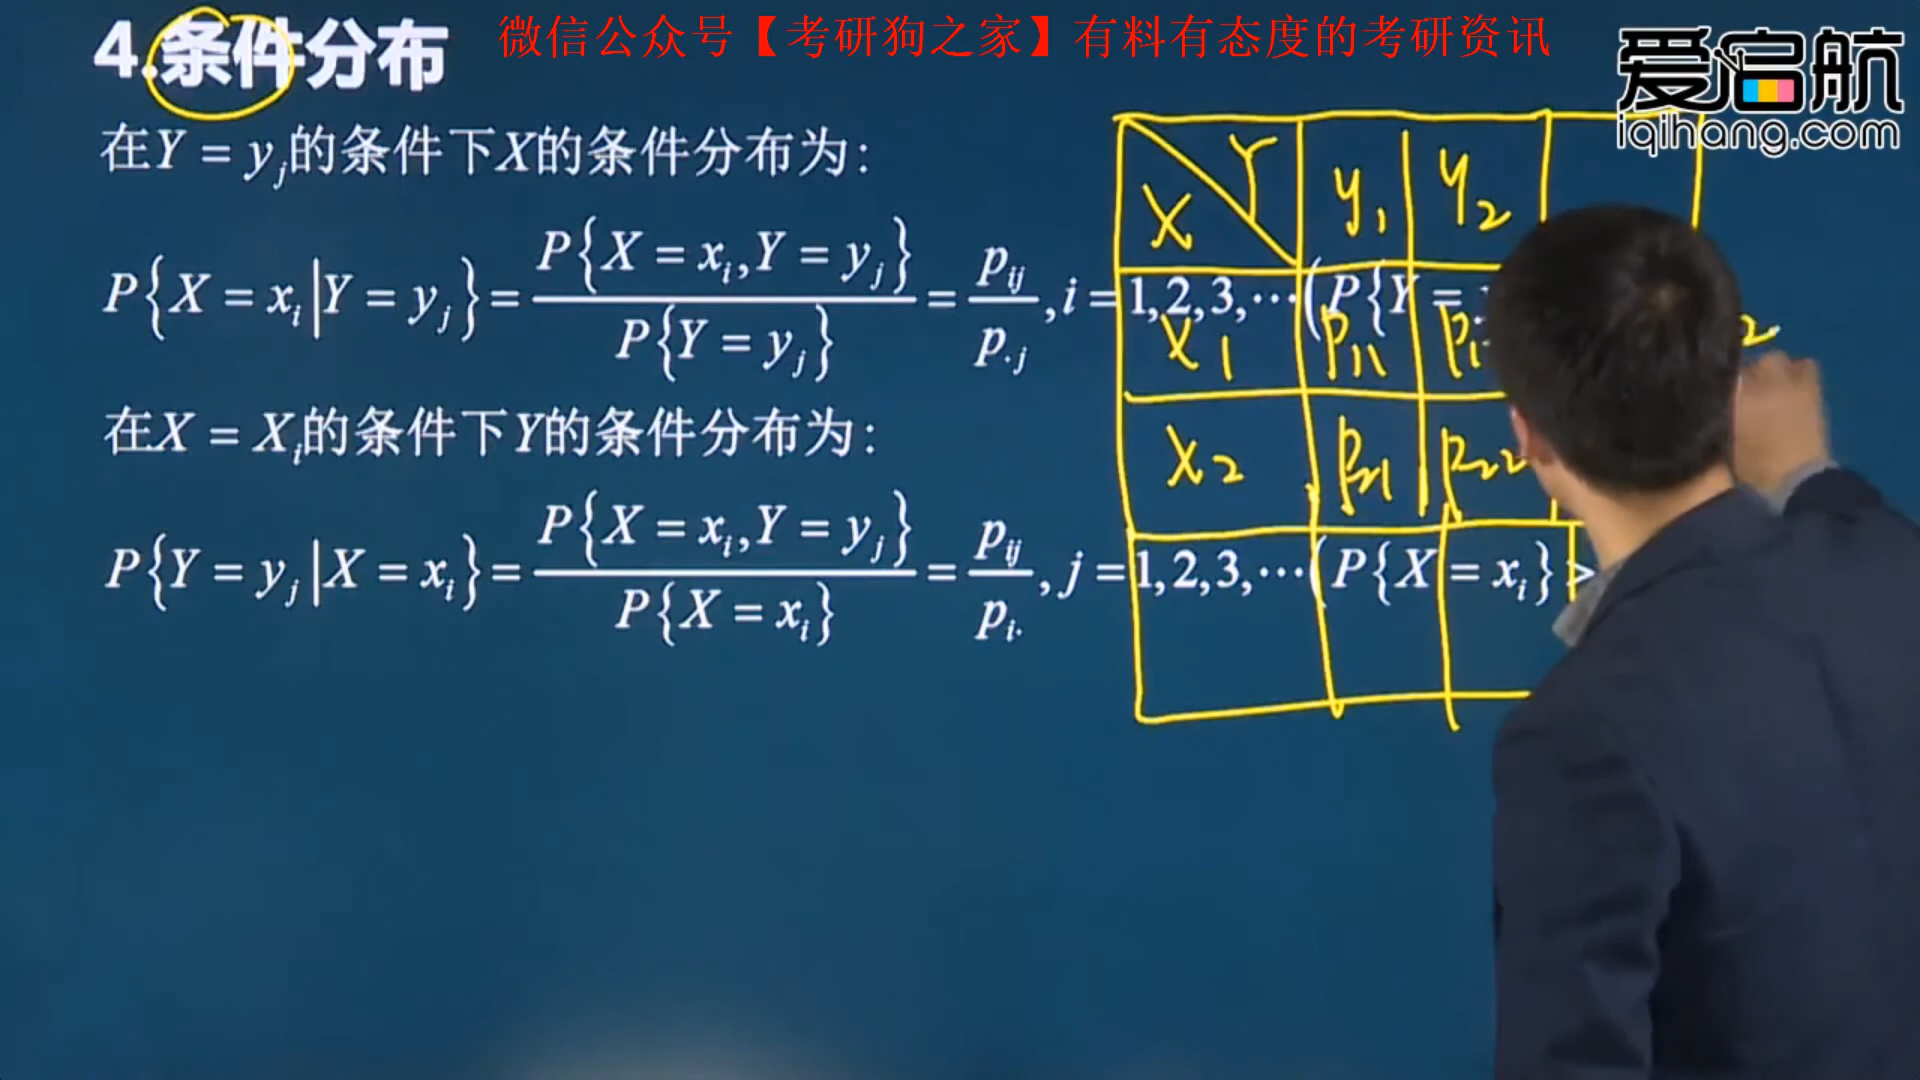 4.条件分布
微信公众号【考研狗之家】有料有态度的考研资讯
爱启航
iqihang.com
在Y = y_j的条件下X的条件分布为:
P{X = x_i | Y = y_j} = P{X = x_i, Y = y_j} / P{Y = y_j} = p_ij / p_·j , i = 1,2,3,⋯(P{Y =
在X = X_i的条件下Y的条件分布为:
P{Y = y_j | X = x_i} = P{X = x_i, Y = y_j} / P{X = x_i} = p_ij / p_i· , j = 1,2,3,⋯(P{X = x_i} >
X Y y1 y2
x1 P11
x2 P21 P22